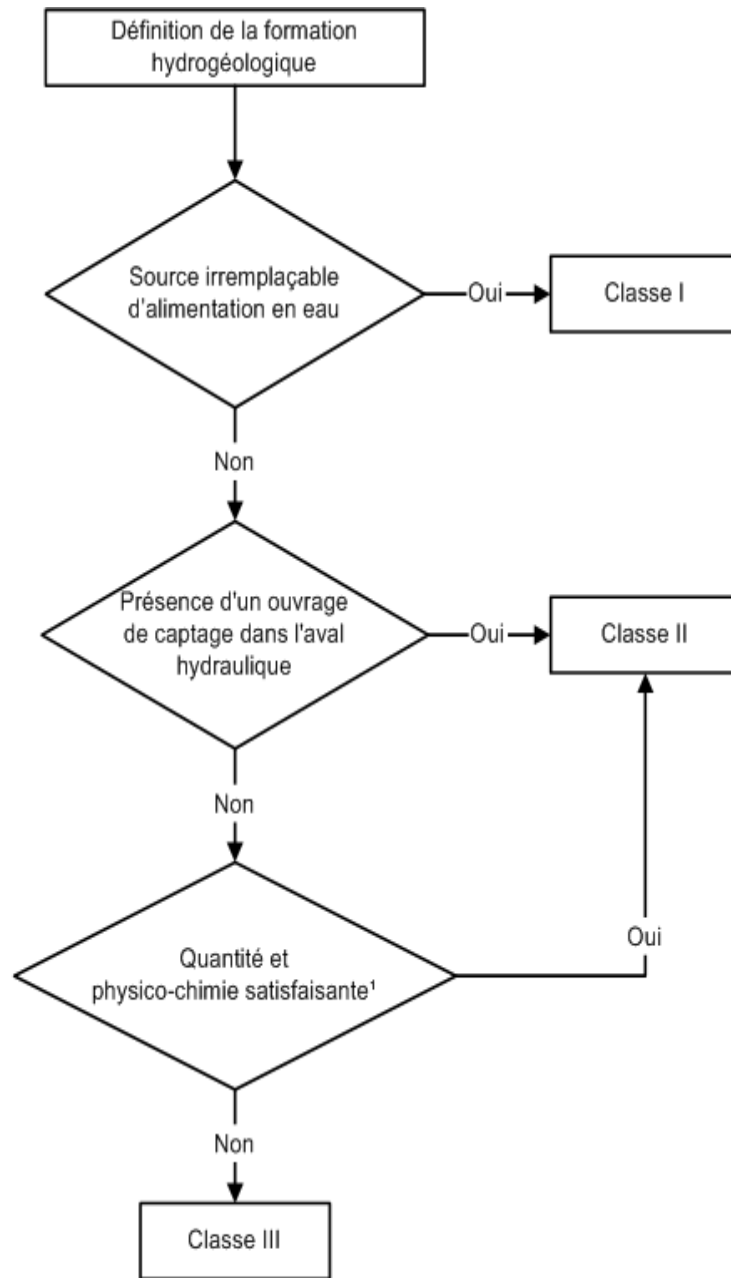 Définition de la formation
hydrogéologique
Source irremplaçable
d'alimentation en eau
Oui
Classe I
Non
Présence d'un ouvrage
de captage dans l'aval
hydraulique
Oui
Classe II
Non
Quantité et
physico-chimie satisfaisante¹
Oui
Non
Classe III